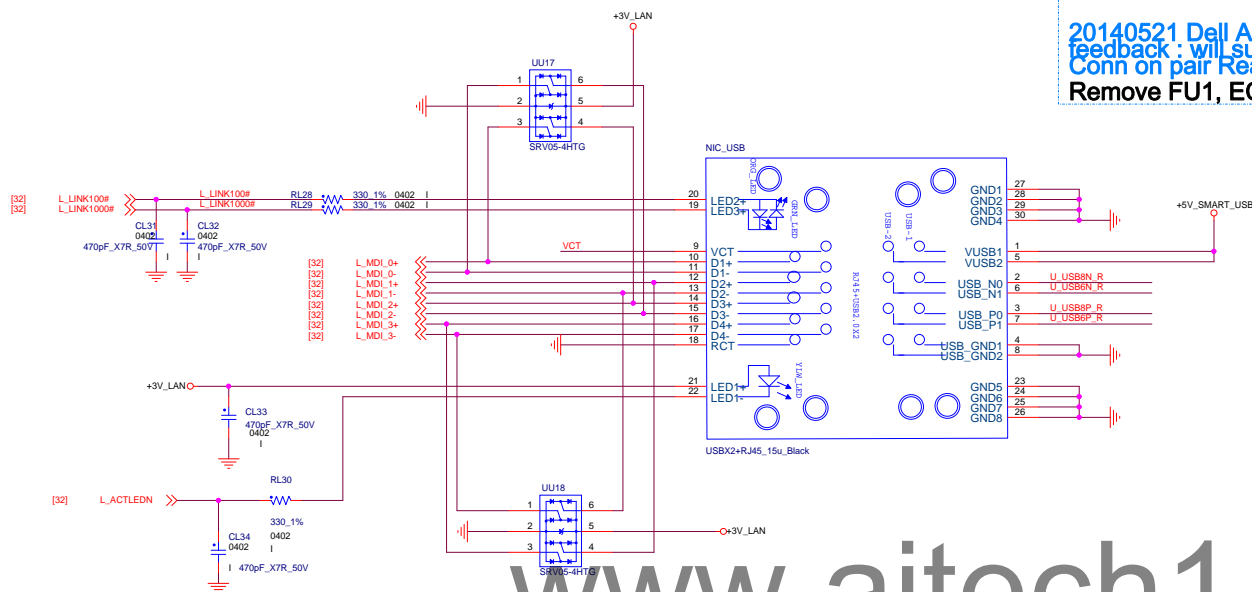 +3V_LAN
20140521 Dell A
feedback : will su
Conn on pair Rea
Remove FU1, EC
UU17
1 6
2 5
3 4
SRV05-4HTG
NIC_USB
[32] L_LINK100# L_LINK100# RL28 330_1% 0402 I
[32] L_LINK1000# L_LINK1000# RL29 330_1% 0402 I
CL31
0402
470pF_X7R_50V
I
CL32
0402
470pF_X7R_50V
I
ORG_LED
GRN_LED
USB-2
USB-1
RJ45+USB2.0X2
YLW_LED
20 LED2+
19 LED3+
VCT 9 VCT
[32] L_MDI_0+ 10 D1+
[32] L_MDI_0- 11 D1-
[32] L_MDI_1+ 12 D2+
[32] L_MDI_1- 13 D2-
[32] L_MDI_2+ 14 D3+
[32] L_MDI_2- 15 D3-
[32] L_MDI_3+ 16 D4+
[32] L_MDI_3- 17 D4-
18 RCT
21 LED1+
22 LED1-
GND1 27
GND2 28
GND3 29
GND4 30
+5V_SMART_USB
VUSB1 1
VUSB2 5
USB_N0 2 U_USB8N_R
USB_N1 6 U_USB6N_R
USB_P0 3 U_USB8P_R
USB_P1 7 U_USB6P_R
USB_GND1 4
USB_GND2 8
GND5 23
GND6 24
GND7 25
GND8 26
USBX2+RJ45_15u_Black
+3V_LAN
CL33
470pF_X7R_50V
0402
I
RL30
330_1%
0402
I
[32] L_ACTLEDN
CL34
0402
I 470pF_X7R_50V
UU18
1 6
2 5
3 4
SRV05-4HTG
+3V_LAN
www.aitech1